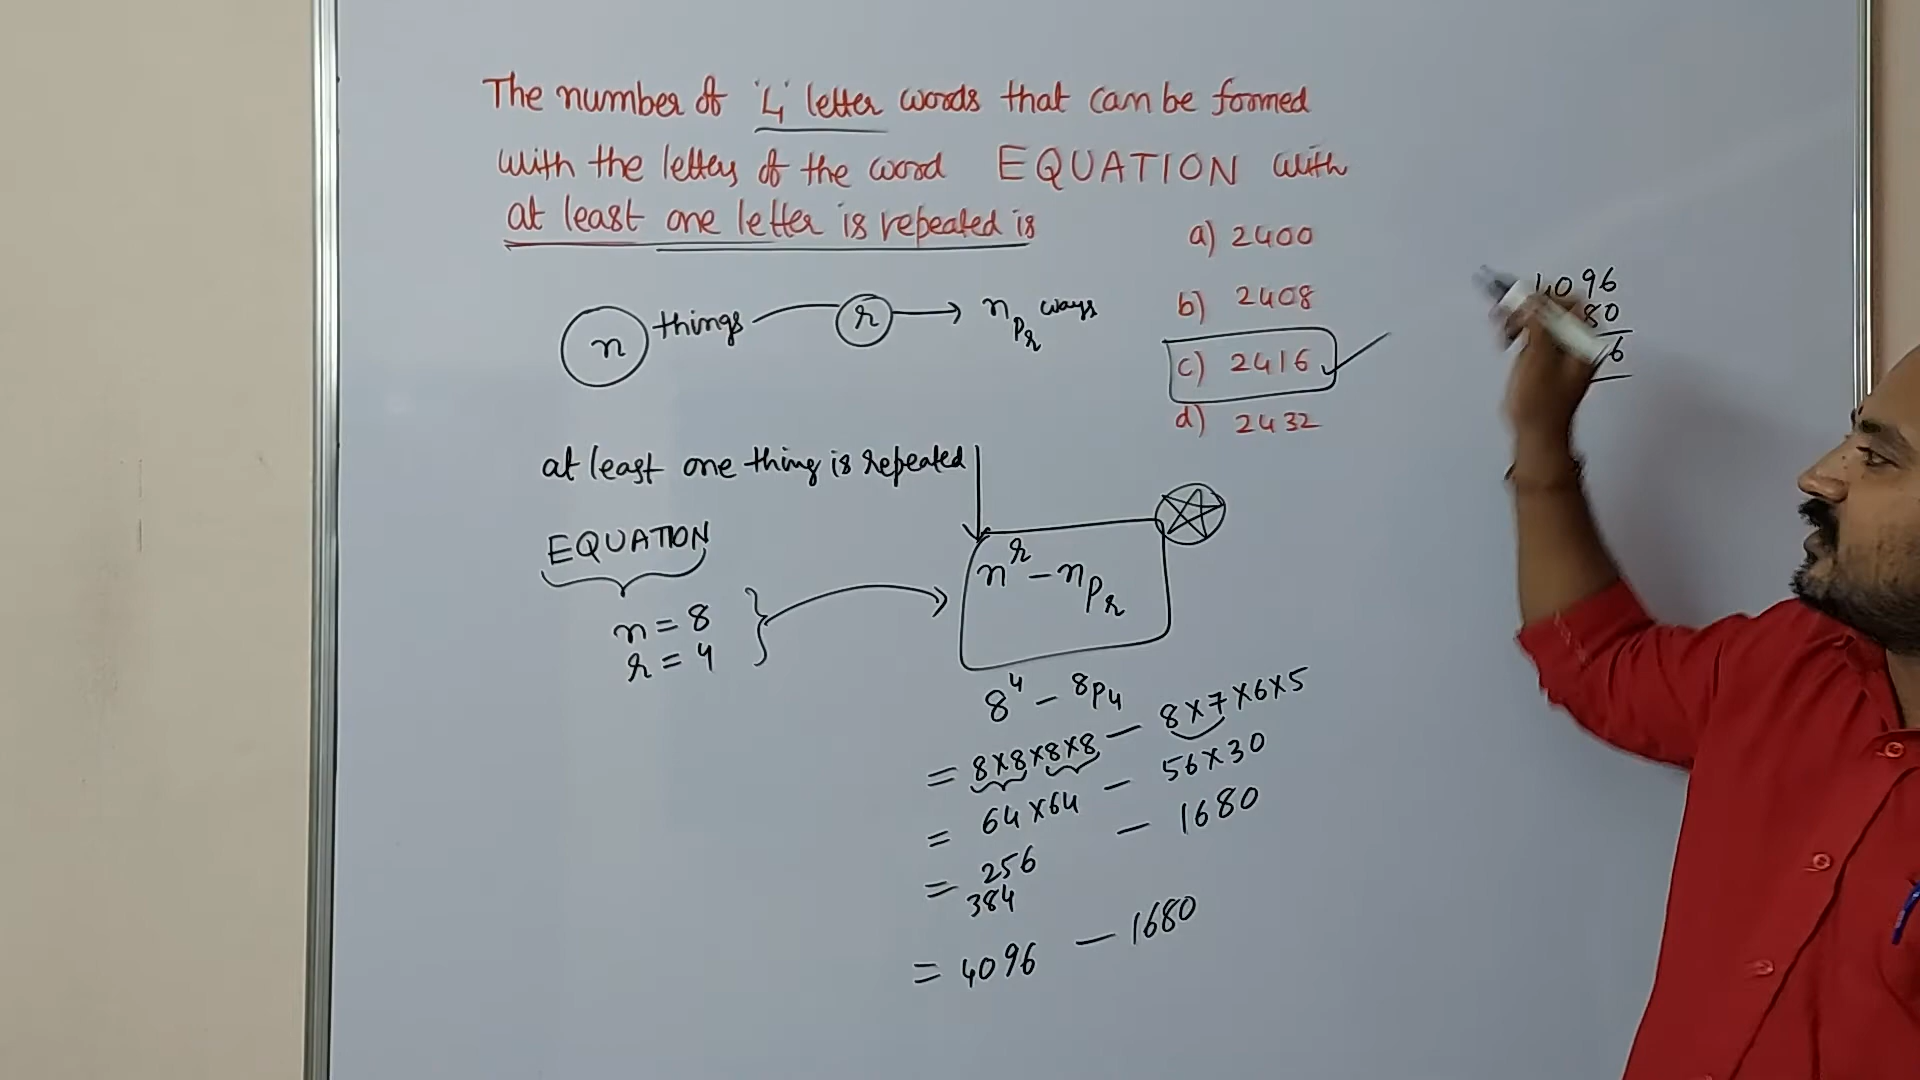 The number of '4' letter words that can be formed
with the letters of the word EQUATION with
at least one letter is repeated is
a) 2400
b) 2408
c) 2416
d) 2432
n things r → nPr ways
at least one thing is repeated
EQUATION
n = 8
r = 4
n^r - nPr
8^4 - 8P4
= 8×8×8×8 - 8×7×6×5
= 64×64 - 56×30
= 256 - 1680
384
= 4096 - 1680
4096
80
6